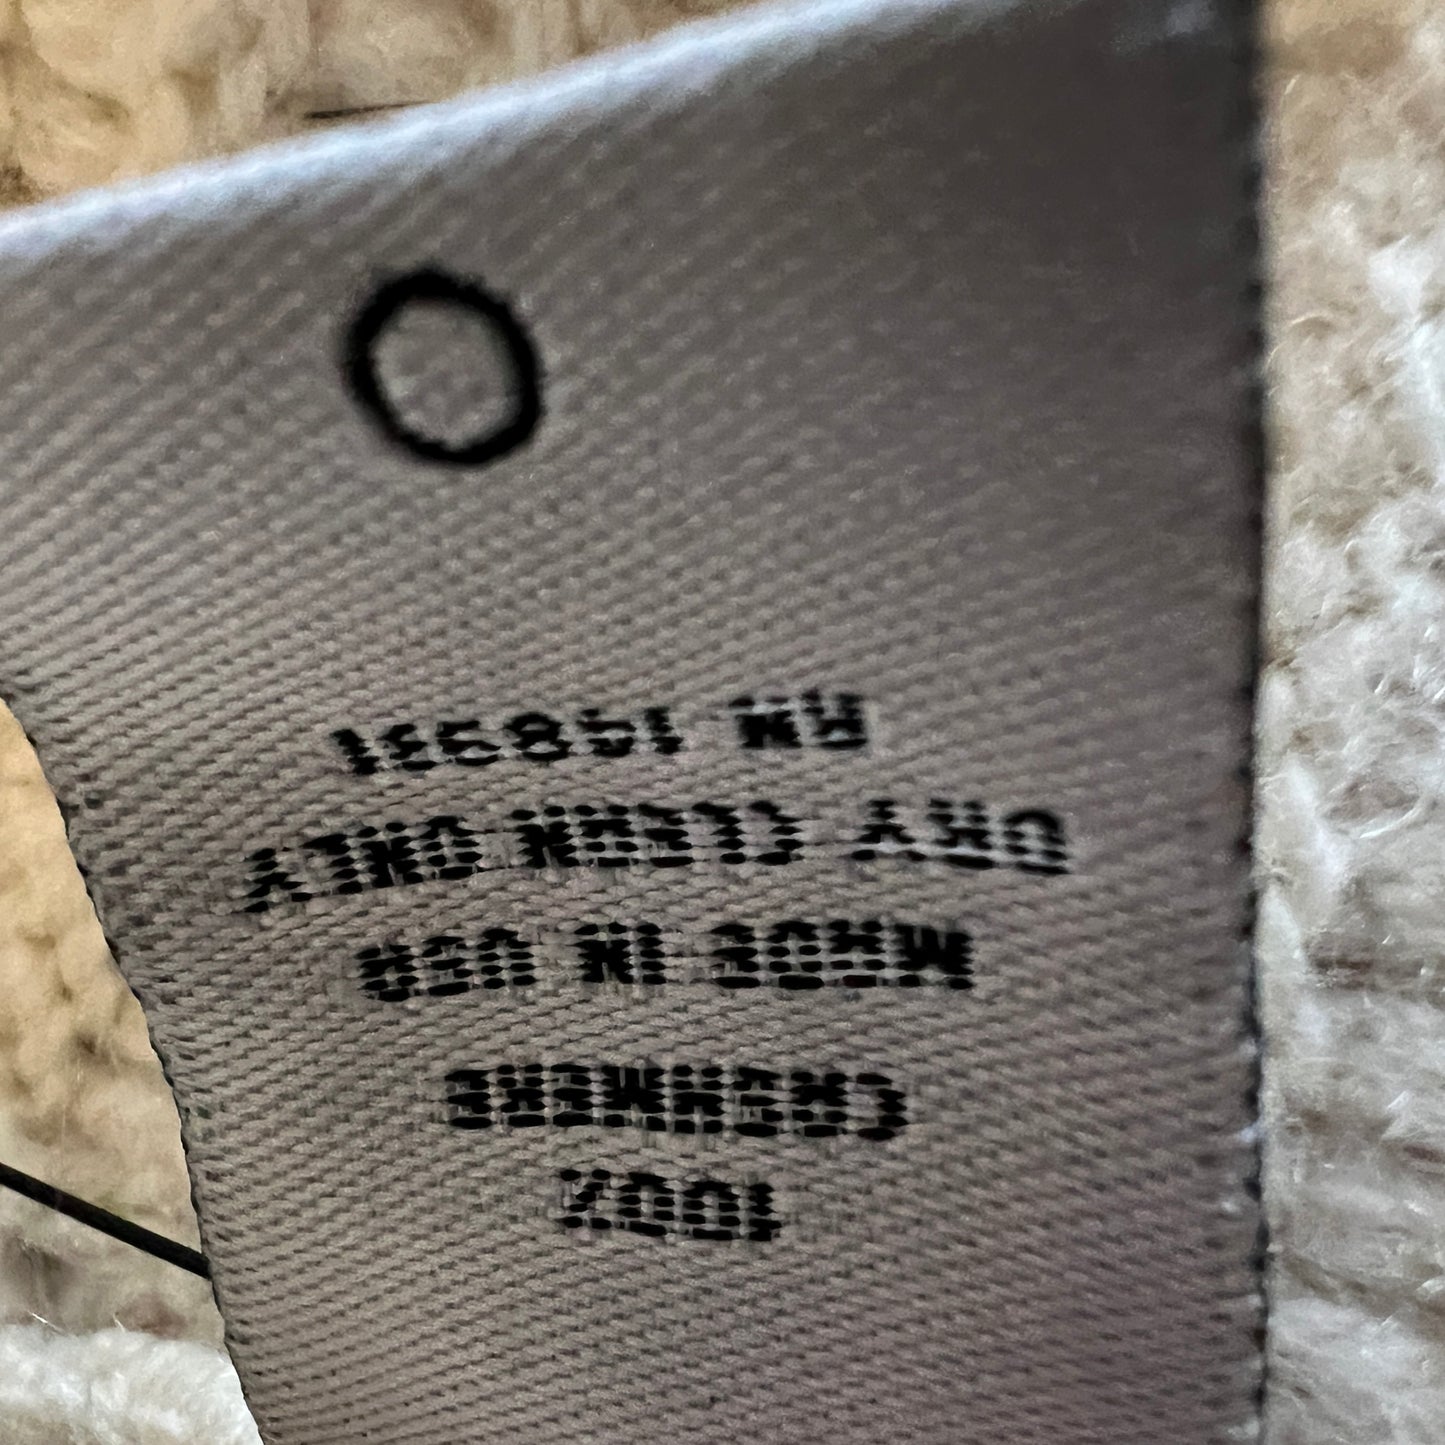 100%
CASHMERE
MADE IN USA
DRY CLEAN ONLY
RN